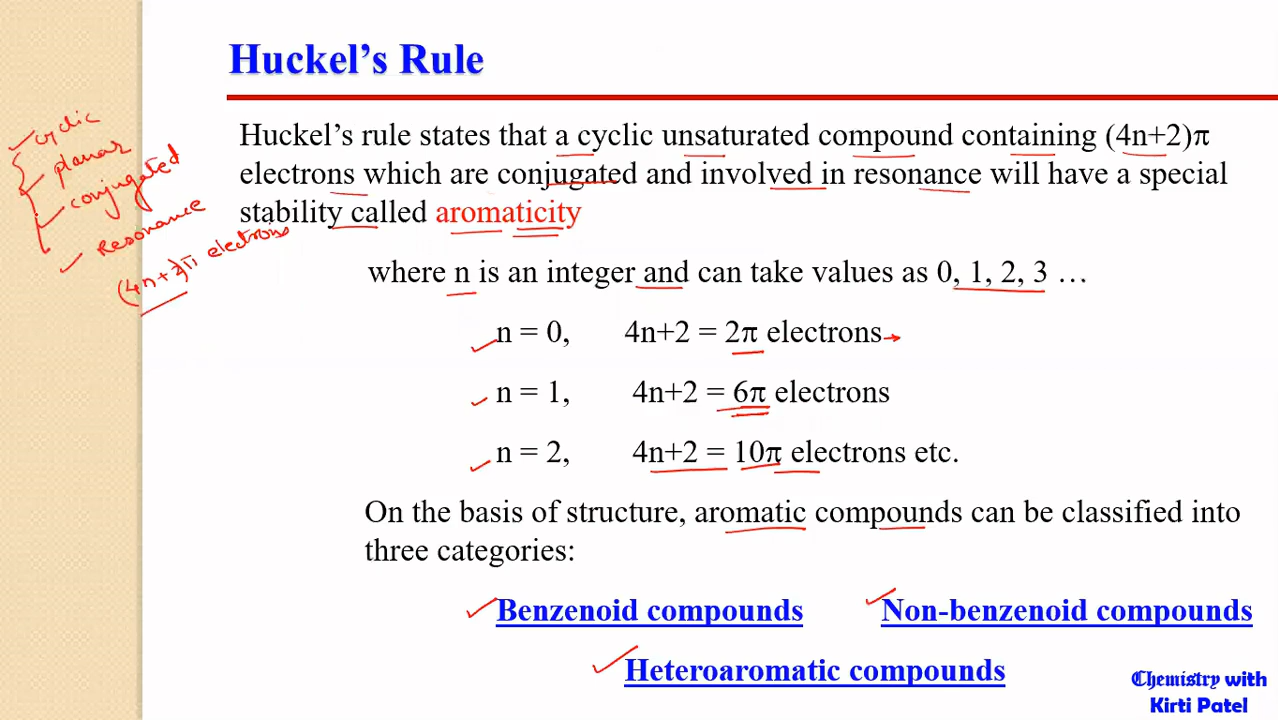 Huckel's Rule
Huckel's rule states that a cyclic unsaturated compound containing (4n+2)π
electrons which are conjugated and involved in resonance will have a special
stability called aromaticity
where n is an integer and can take values as 0, 1, 2, 3 …
n = 0, 4n+2 = 2π electrons
n = 1, 4n+2 = 6π electrons
n = 2, 4n+2 = 10π electrons etc.
On the basis of structure, aromatic compounds can be classified into
three categories:
Benzenoid compounds Non-benzenoid compounds
Heteroaromatic compounds
cyclic
planar
conjugated
Resonance
(4n+2)π electrons
Chemistry with
Kirti Patel